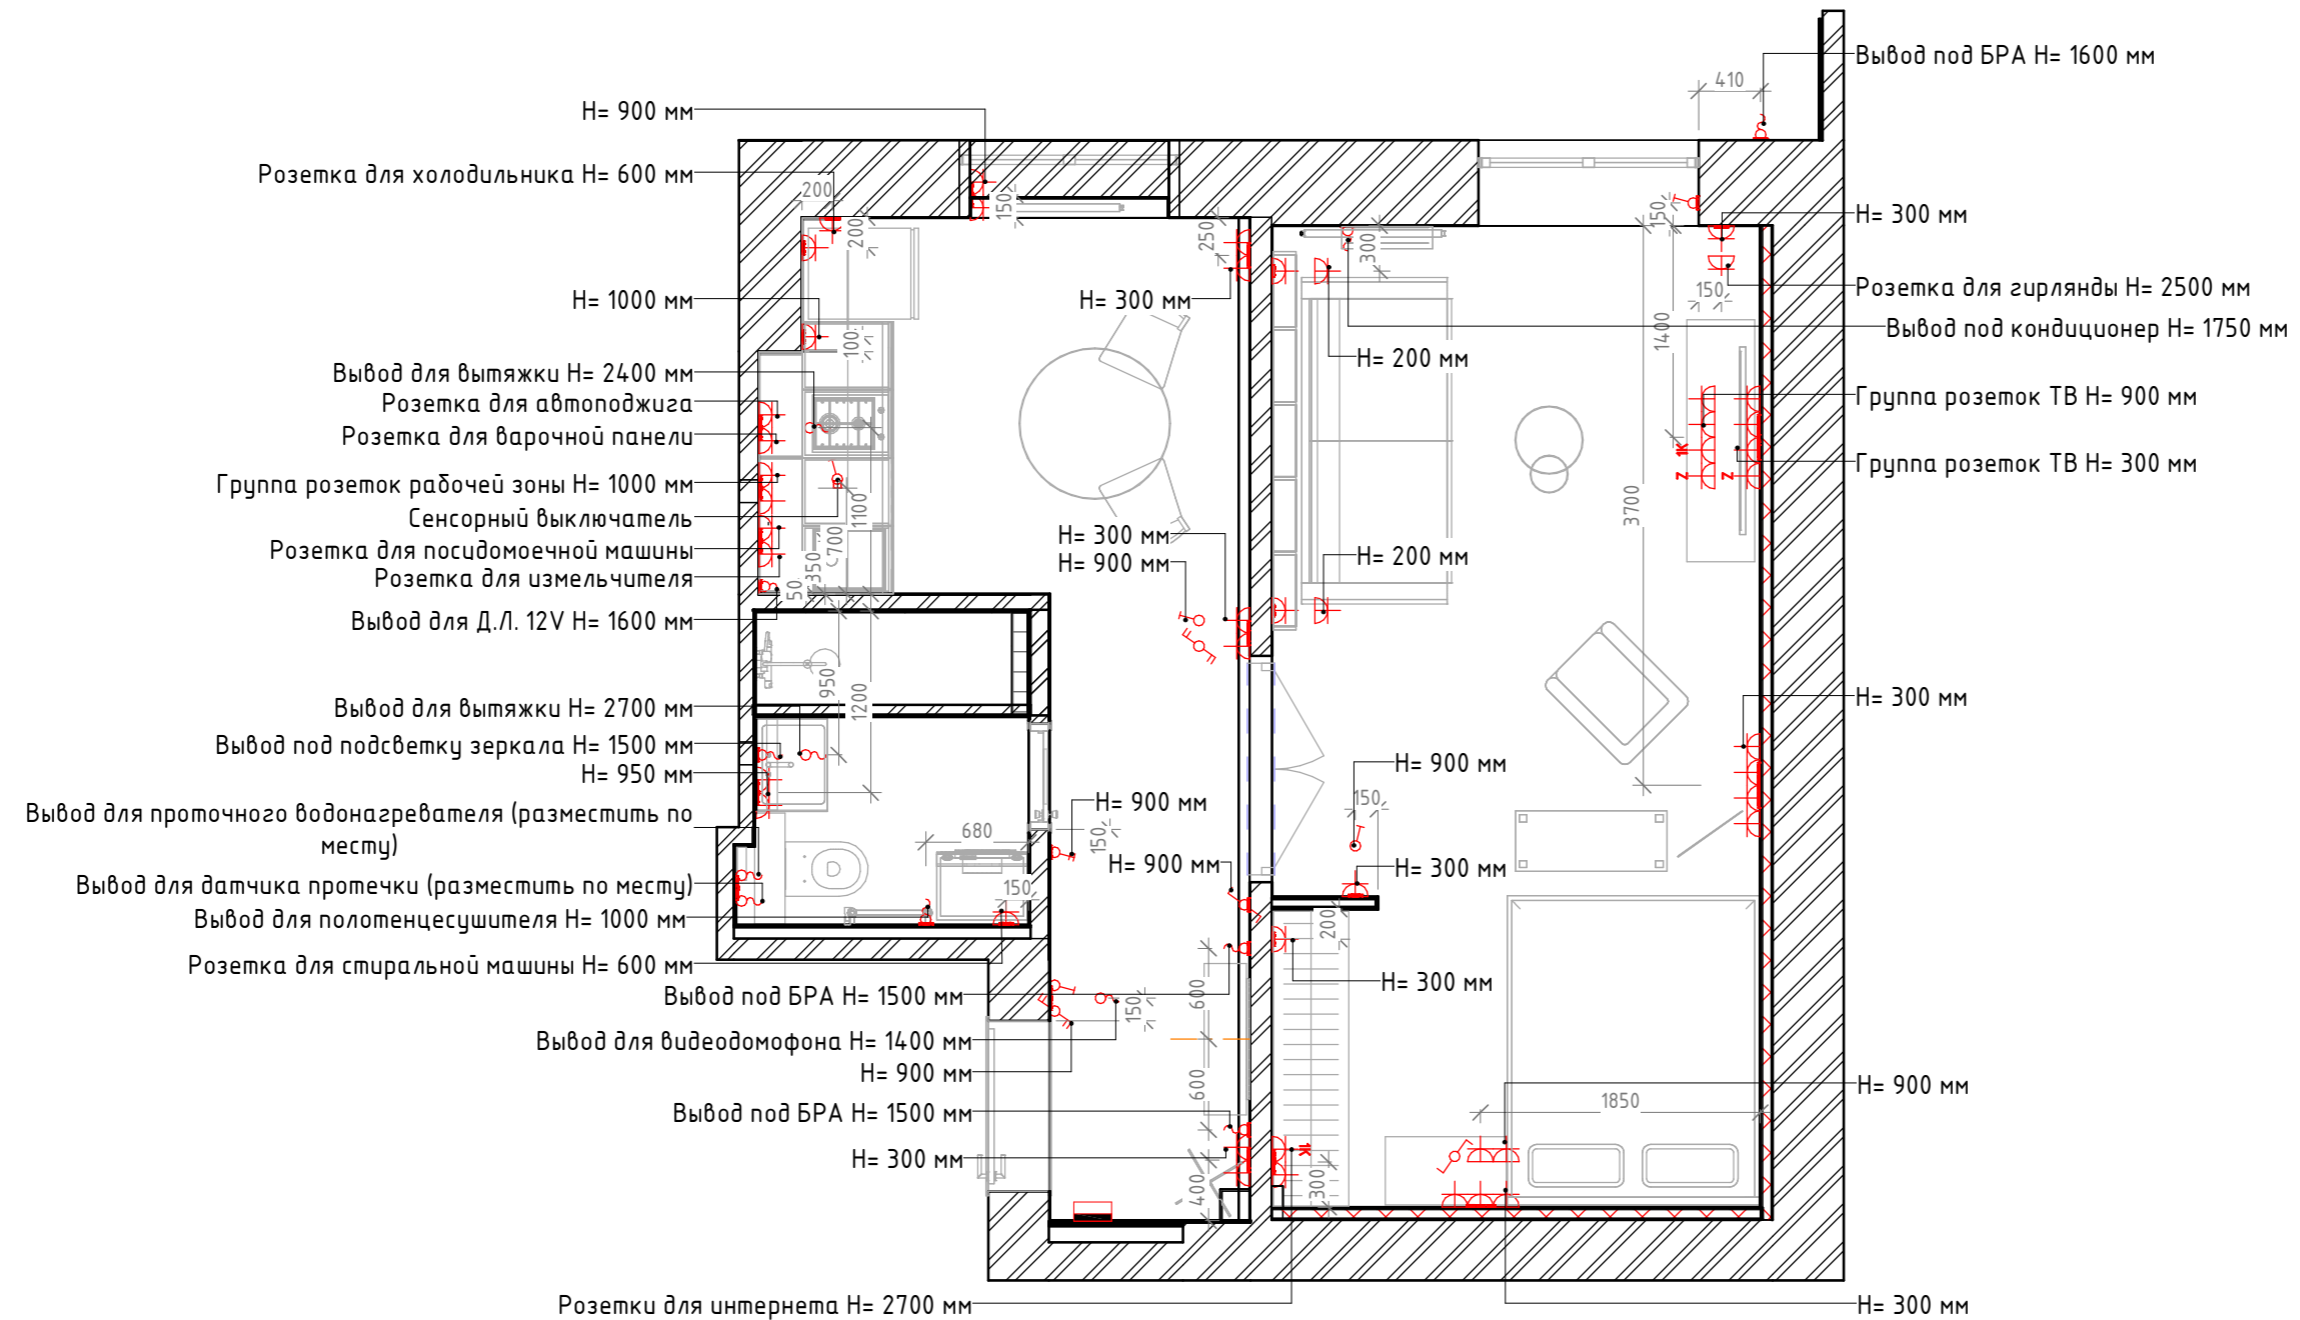 Вывод под БРА H= 1600 мм
410
H= 900 мм
Розетка для холодильника H= 600 мм
200
150
150
H= 300 мм
200
250
300
Розетка для гирлянды H= 2500 мм
150
H= 1000 мм
H= 300 мм
Вывод под кондиционер H= 1750 мм
100
1400
H= 200 мм
Вывод для вытяжки H= 2400 мм
Розетка для автоподжига
Группа розеток ТВ H= 900 мм
Розетка для варочной панели
1К
Группа розеток ТВ H= 300 мм
Z
Z
Группа розеток рабочей зоны H= 1000 мм
1100
3700
Сенсорный выключатель
H= 300 мм
Розетка для посидомоечной машины
700
H= 900 мм
H= 200 мм
Розетка для измельчителя
350
50
Вывод для Д.Л. 12V H= 1600 мм
950
1200
H= 300 мм
Вывод для вытяжки H= 2700 мм
Вывод под подсветку зеркала H= 1500 мм
H= 950 мм
H= 900 мм
H= 900 мм
150
Вывод для проточного водонагревателя (разместить по
месту)
680
150
H= 900 мм
H= 300 мм
Вывод для датчика протечки (разместить по месту)
150
Вывод для полотенцесушителя H= 1000 мм
200
Розетка для стиральной машины H= 600 мм
H= 300 мм
Вывод под БРА H= 1500 мм
600
150
Вывод для видеодомофона H= 1400 мм
H= 900 мм
600
H= 900 мм
1850
Вывод под БРА H= 1500 мм
1К
H= 300 мм
400
300
Розетки для интернета H= 2700 мм
H= 300 мм